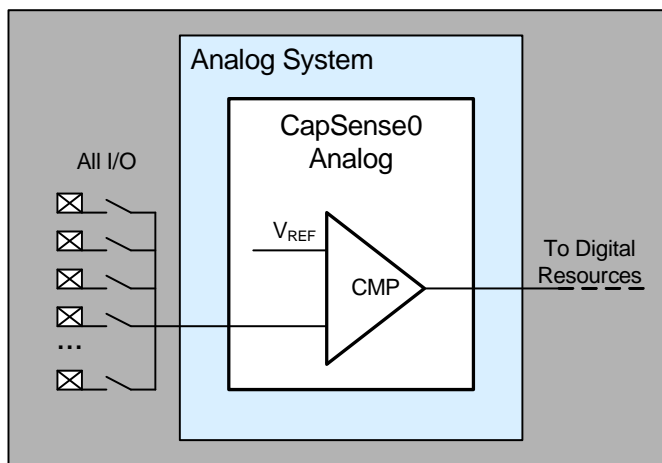 Analog System
CapSense0
Analog
All I/O
VREF
CMP
To Digital
Resources
...